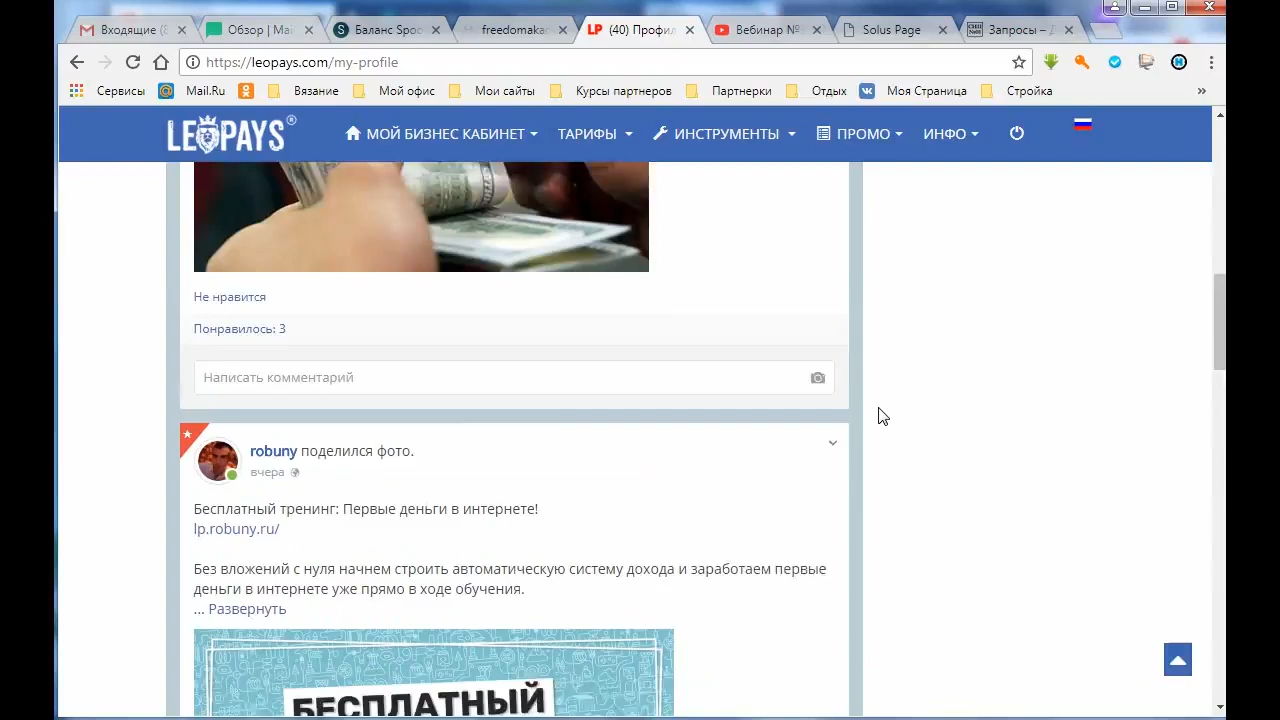 Входящие (
Обзор | Mai
Баланс Spo
freedomaka
(40) Профил
Вебинар №
Solus Page
Запросы – Д
https://leopays.com/my-profile
Сервисы
Mail.Ru
Вязание
Мой офис
Мои сайты
Курсы партнеров
Партнерки
Отдых
Моя Страница
Стройка
»
LEOPAYS®
МОЙ БИЗНЕС КАБИНЕТ
ТАРИФЫ
ИНСТРУМЕНТЫ
ПРОМО
ИНФО
Не нравится
Понравилось: 3
Написать комментарий
robuny поделился фото.
вчера
Бесплатный тренинг: Первые деньги в интернете!
lp.robuny.ru/
Без вложений с нуля начнем строить автоматическую систему дохода и заработаем первые
деньги в интернете уже прямо в ходе обучения.
... Развернуть
БЕСПЛАТНЫЙ